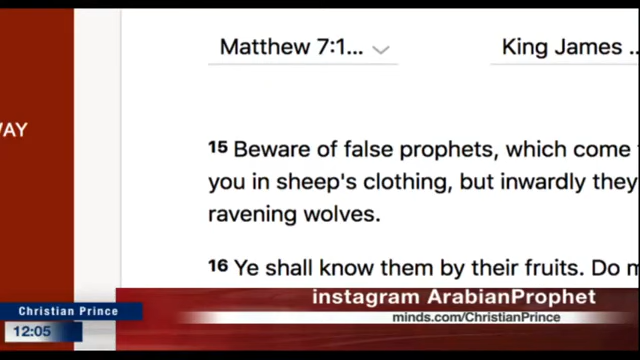 Matthew 7:1...
King James ..
WAY
15 Beware of false prophets, which come
you in sheep's clothing, but inwardly they
ravening wolves.
16 Ye shall know them by their fruits. Do
instagram ArabianProphet
Christian Prince
minds.com/ChristianPrince
12:05